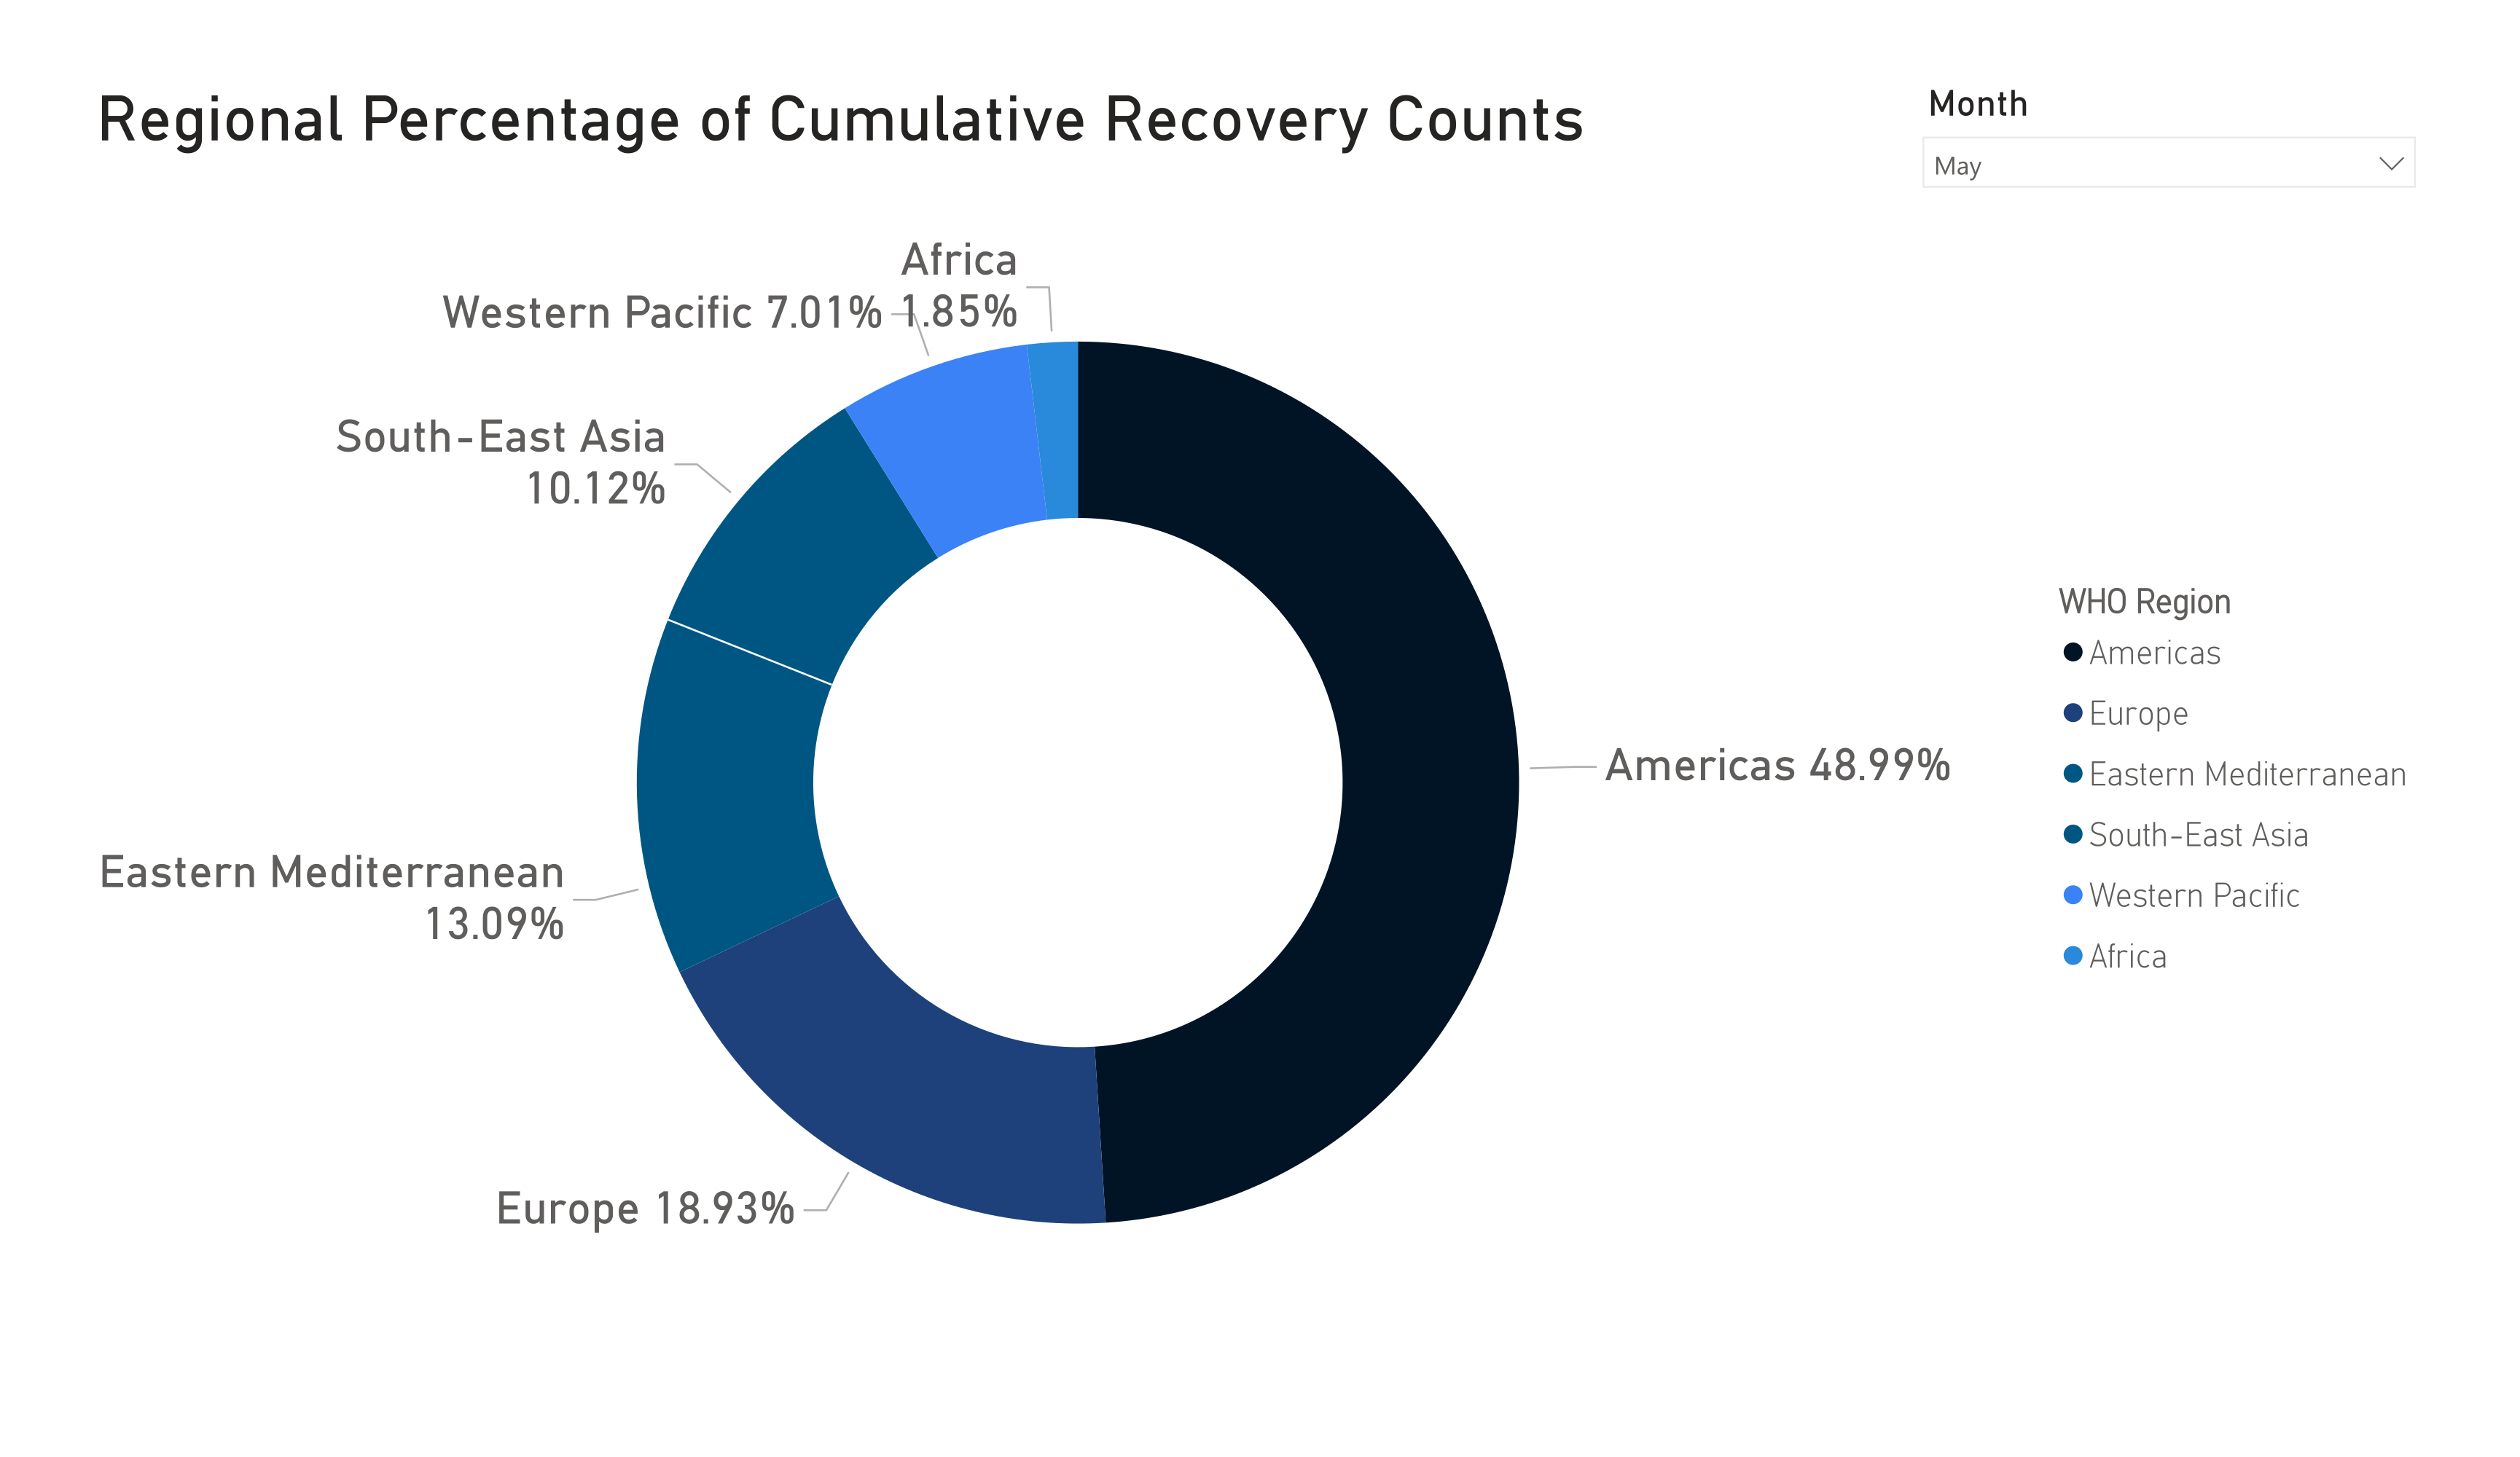 Regional Percentage of Cumulative Recovery Counts
Month
May
Africa
1.85%
Western Pacific 7.01%
South-East Asia
10.12%
Americas 48.99%
Eastern Mediterranean
13.09%
Europe 18.93%
WHO Region
Americas
Europe
Eastern Mediterranean
South-East Asia
Western Pacific
Africa